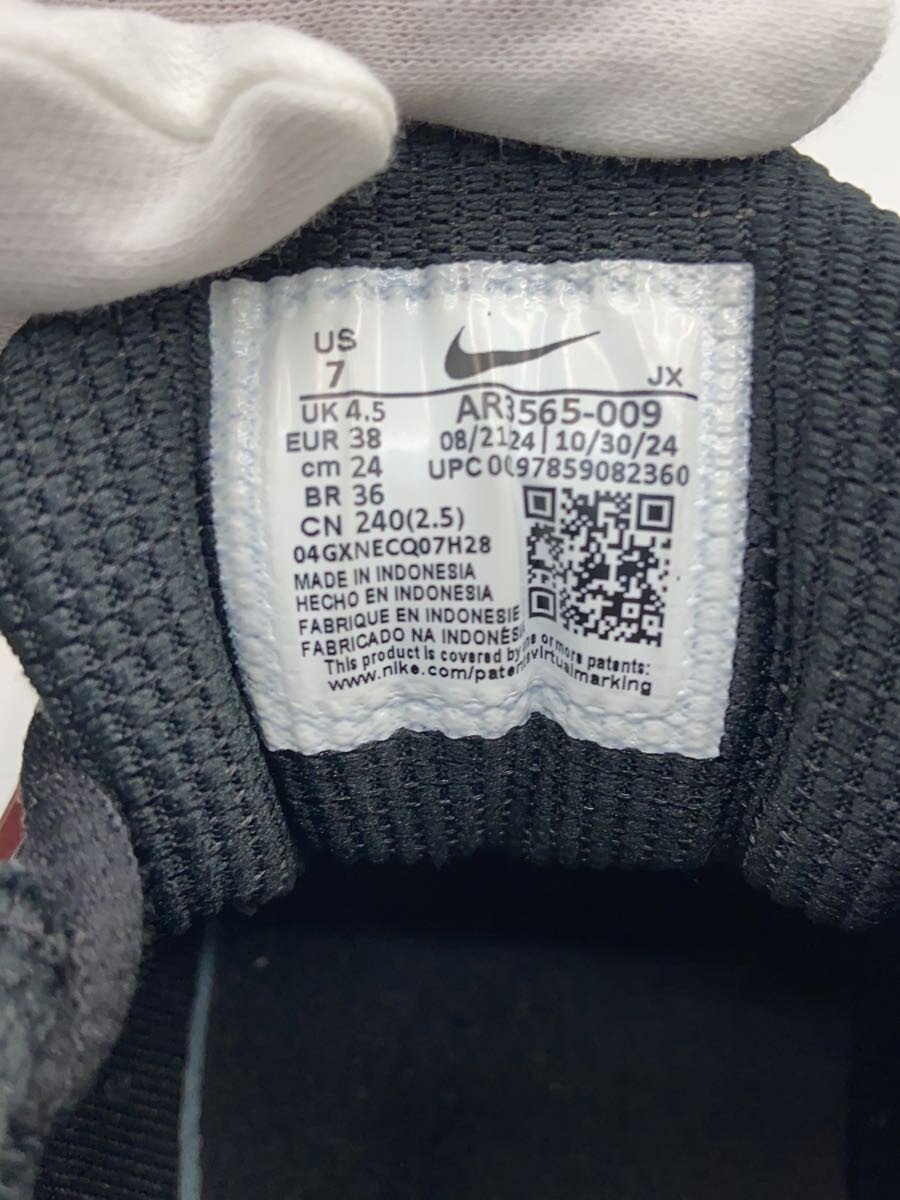 US
7
JX
UK 4.5
EUR 38
cm 24
BR 36
CN 240(2.5)
AR3565-009
08/21/24 | 10/30/24
UPC 00197859082360
04GXNECQ07H28
MADE IN INDONESIA
HECHO EN INDONESIA
FABRIQUE EN INDONESIE
FABRICADO NA INDONÉSIA
This product is covered by one or more patents:
www.nike.com/patentsvirtualmarking